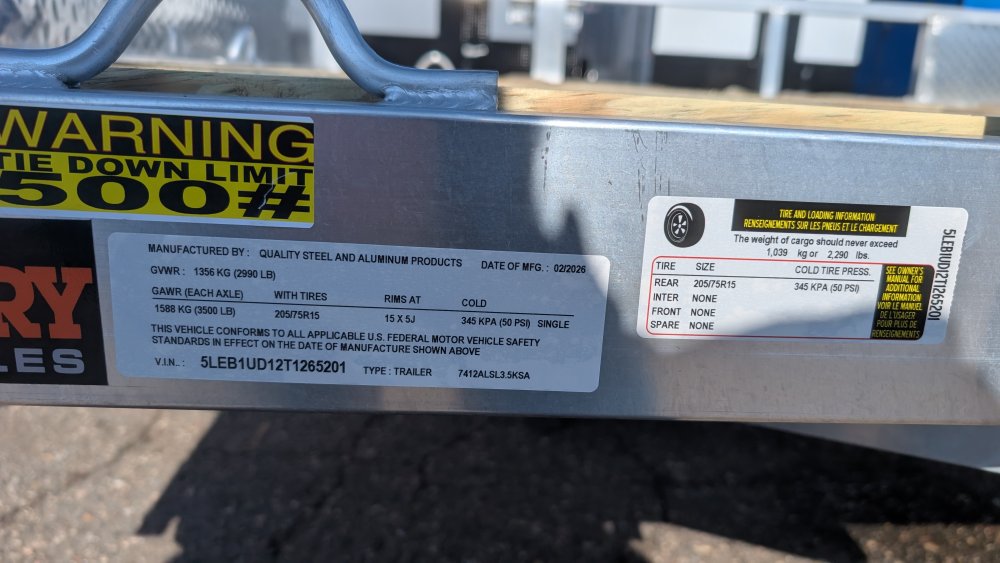 WARNING
TIE DOWN LIMIT
500#
RY
LES
MANUFACTURED BY : QUALITY STEEL AND ALUMINUM PRODUCTS DATE OF MFG. : 02/2026
GVWR : 1356 KG (2990 LB)
GAWR (EACH AXLE) WITH TIRES RIMS AT COLD
1588 KG (3500 LB) 205/75R15 15 X 5J 345 KPA (50 PSI) SINGLE
THIS VEHICLE CONFORMS TO ALL APPLICABLE U.S. FEDERAL MOTOR VEHICLE SAFETY
STANDARDS IN EFFECT ON THE DATE OF MANUFACTURE SHOWN ABOVE
V.I.N.. : 5LEB1UD12T1265201 TYPE : TRAILER 7412ALSL3.5KSA
TIRE AND LOADING INFORMATION
RENSEIGNEMENTS SUR LES PNEUS ET LE CHARGEMENT
The weight of cargo should never exceed
1,039 kg or 2,290 lbs.
TIRE SIZE COLD TIRE PRESS.
REAR 205/75R15 345 KPA (50 PSI)
INTER NONE
FRONT NONE
SPARE NONE
SEE OWNER'S
MANUAL FOR
ADDITIONAL
INFORMATION
VOIR LE MANUEL
DE L'USAGER
POUR PLUS DE
RENSEIGNEMENTS
5LEB1UD12T1265201